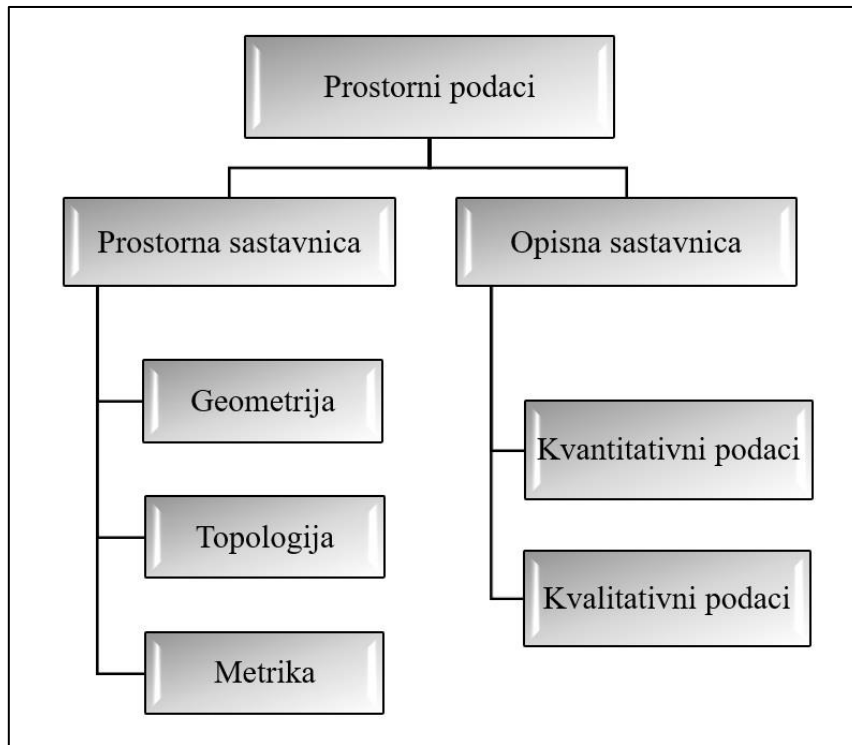 Prostorni podaci
Prostorna sastavnica
Opisna sastavnica
Geometrija
Topologija
Metrika
Kvantitativni podaci
Kvalitativni podaci